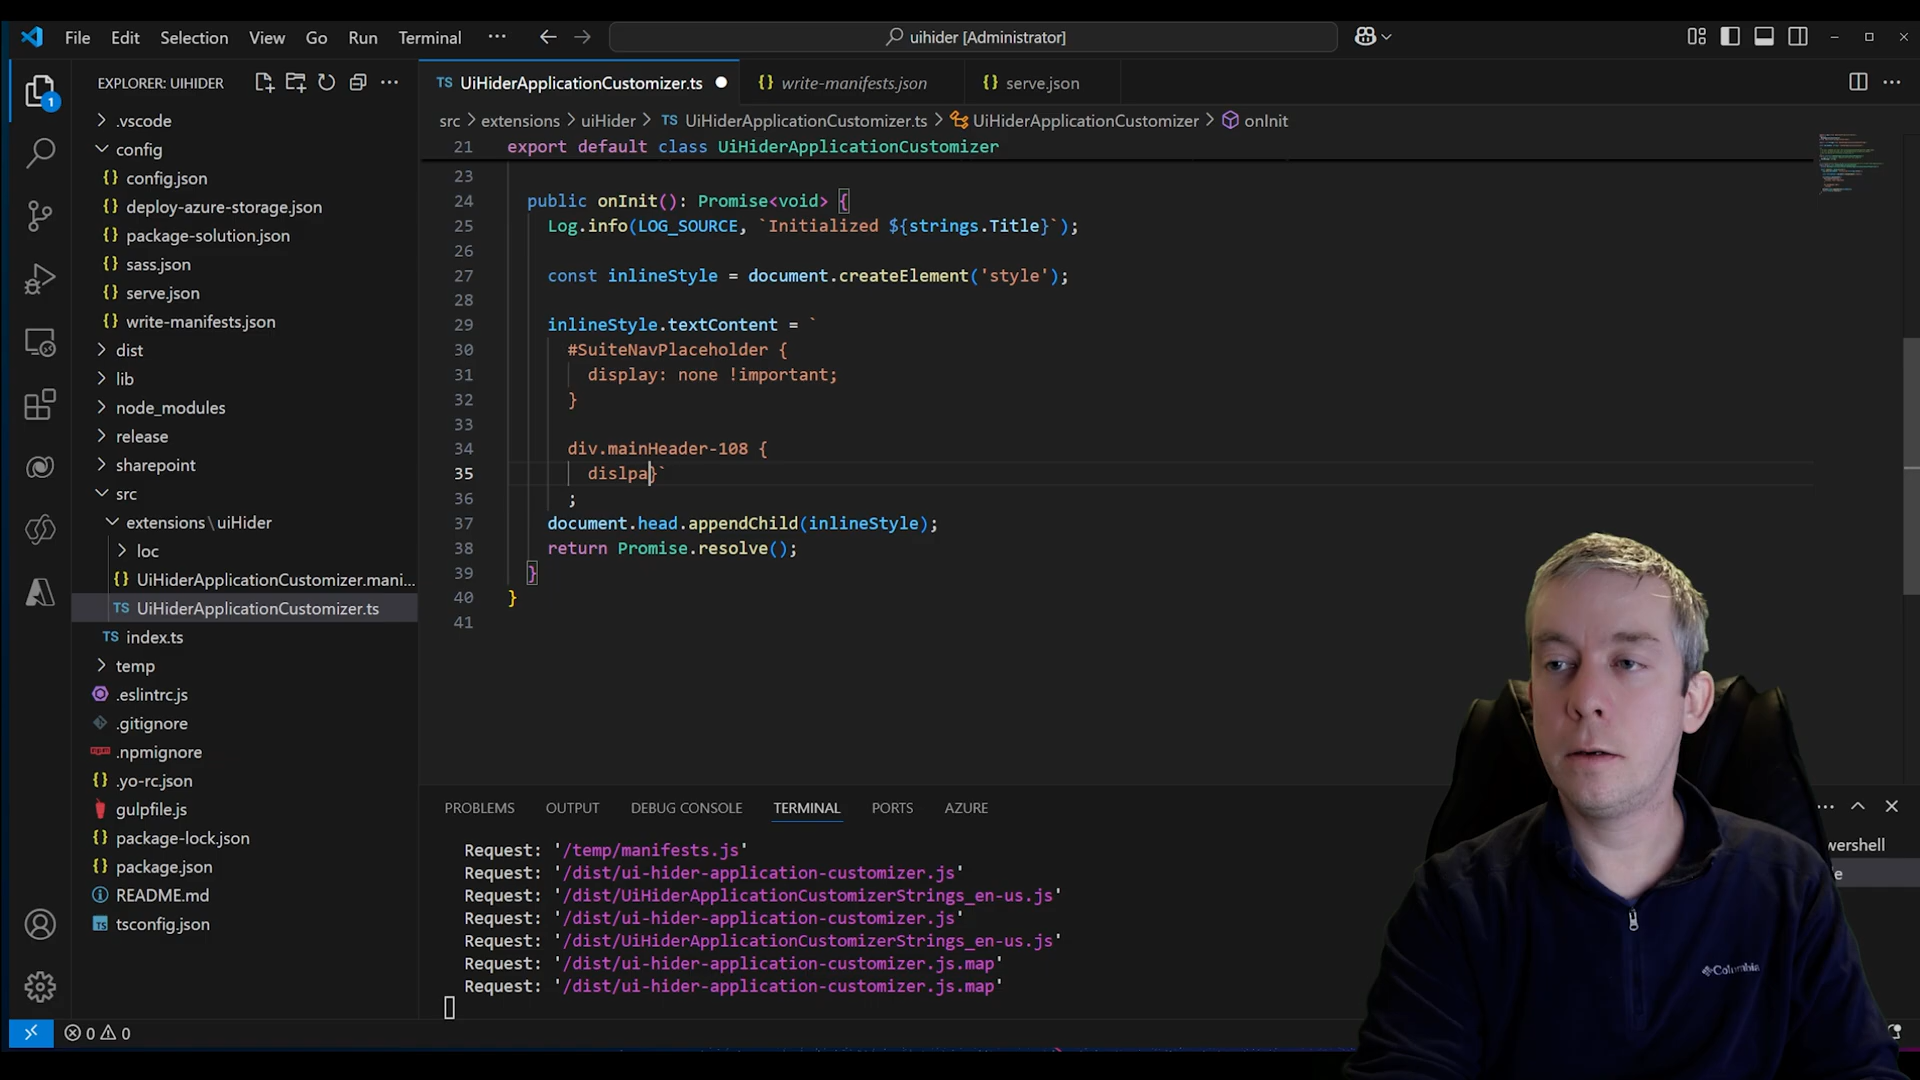 File Edit Selection View Go Run Terminal ··· uihider [Administrator]
EXPLORER: UIHIDER
1
.vscode
config
config.json
deploy-azure-storage.json
package-solution.json
sass.json
serve.json
write-manifests.json
dist
lib
node_modules
release
sharepoint
src
extensions\uiHider
loc
UiHiderApplicationCustomizer.mani...
TS UiHiderApplicationCustomizer.ts
TS index.ts
temp
.eslintrc.js
.gitignore
.npmignore
.yo-rc.json
gulpfile.js
package-lock.json
package.json
README.md
tsconfig.json
TS UiHiderApplicationCustomizer.ts {} write-manifests.json {} serve.json
src > extensions > uiHider > TS UiHiderApplicationCustomizer.ts > UiHiderApplicationCustomizer > onInit
21 export default class UiHiderApplicationCustomizer
23
24 public onInit(): Promise<void> {
25 Log.info(LOG_SOURCE, `Initialized ${strings.Title}`);
26
27 const inlineStyle = document.createElement('style');
28
29 inlineStyle.textContent = `
30 #SuiteNavPlaceholder {
31 display: none !important;
32 }
33
34 div.mainHeader-108 {
35 dislpa}`
36 ;
37 document.head.appendChild(inlineStyle);
38 return Promise.resolve();
39 }
40 }
41
PROBLEMS OUTPUT DEBUG CONSOLE TERMINAL PORTS AZURE
Request: '/temp/manifests.js'
Request: '/dist/ui-hider-application-customizer.js'
Request: '/dist/UiHiderApplicationCustomizerStrings_en-us.js'
Request: '/dist/ui-hider-application-customizer.js'
Request: '/dist/UiHiderApplicationCustomizerStrings_en-us.js'
Request: '/dist/ui-hider-application-customizer.js.map'
Request: '/dist/ui-hider-application-customizer.js.map'
wershell
e
Columbia
0 0